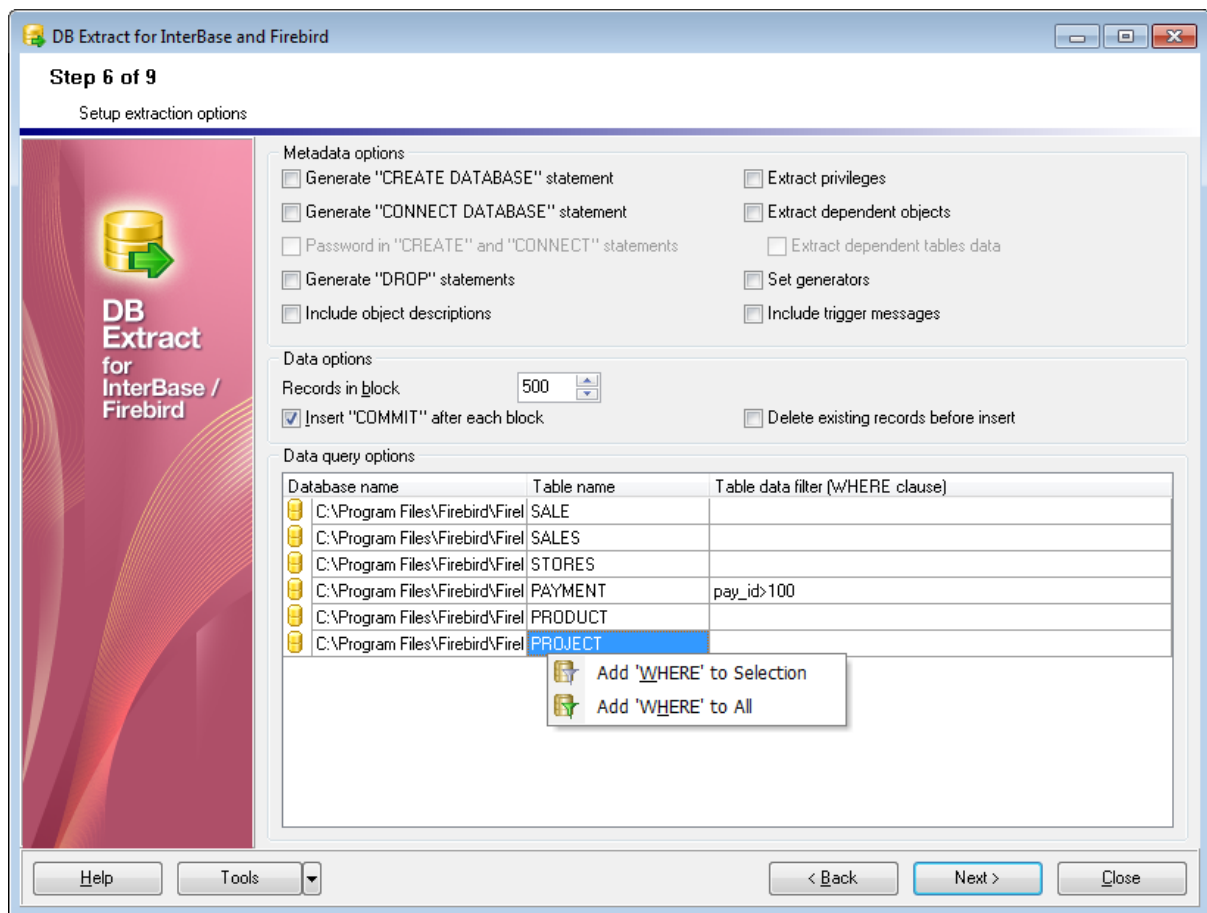 DB Extract for InterBase and Firebird
Step 6 of 9
Setup extraction options
DB
Extract
for
InterBase /
Firebird
Metadata options
Generate "CREATE DATABASE" statement
Extract privileges
Generate "CONNECT DATABASE" statement
Extract dependent objects
Password in "CREATE" and "CONNECT" statements
Extract dependent tables data
Generate "DROP" statements
Set generators
Include object descriptions
Include trigger messages
Data options
Records in block 500
Insert "COMMIT" after each block
Delete existing records before insert
Data query options
Database name Table name Table data filter (WHERE clause)
C:\Program Files\Firebird\Firel SALE
C:\Program Files\Firebird\Firel SALES
C:\Program Files\Firebird\Firel STORES
C:\Program Files\Firebird\Firel PAYMENT pay_id>100
C:\Program Files\Firebird\Firel PRODUCT
C:\Program Files\Firebird\Firel PROJECT
Add 'WHERE' to Selection
Add 'WHERE' to All
Help Tools < Back Next > Close